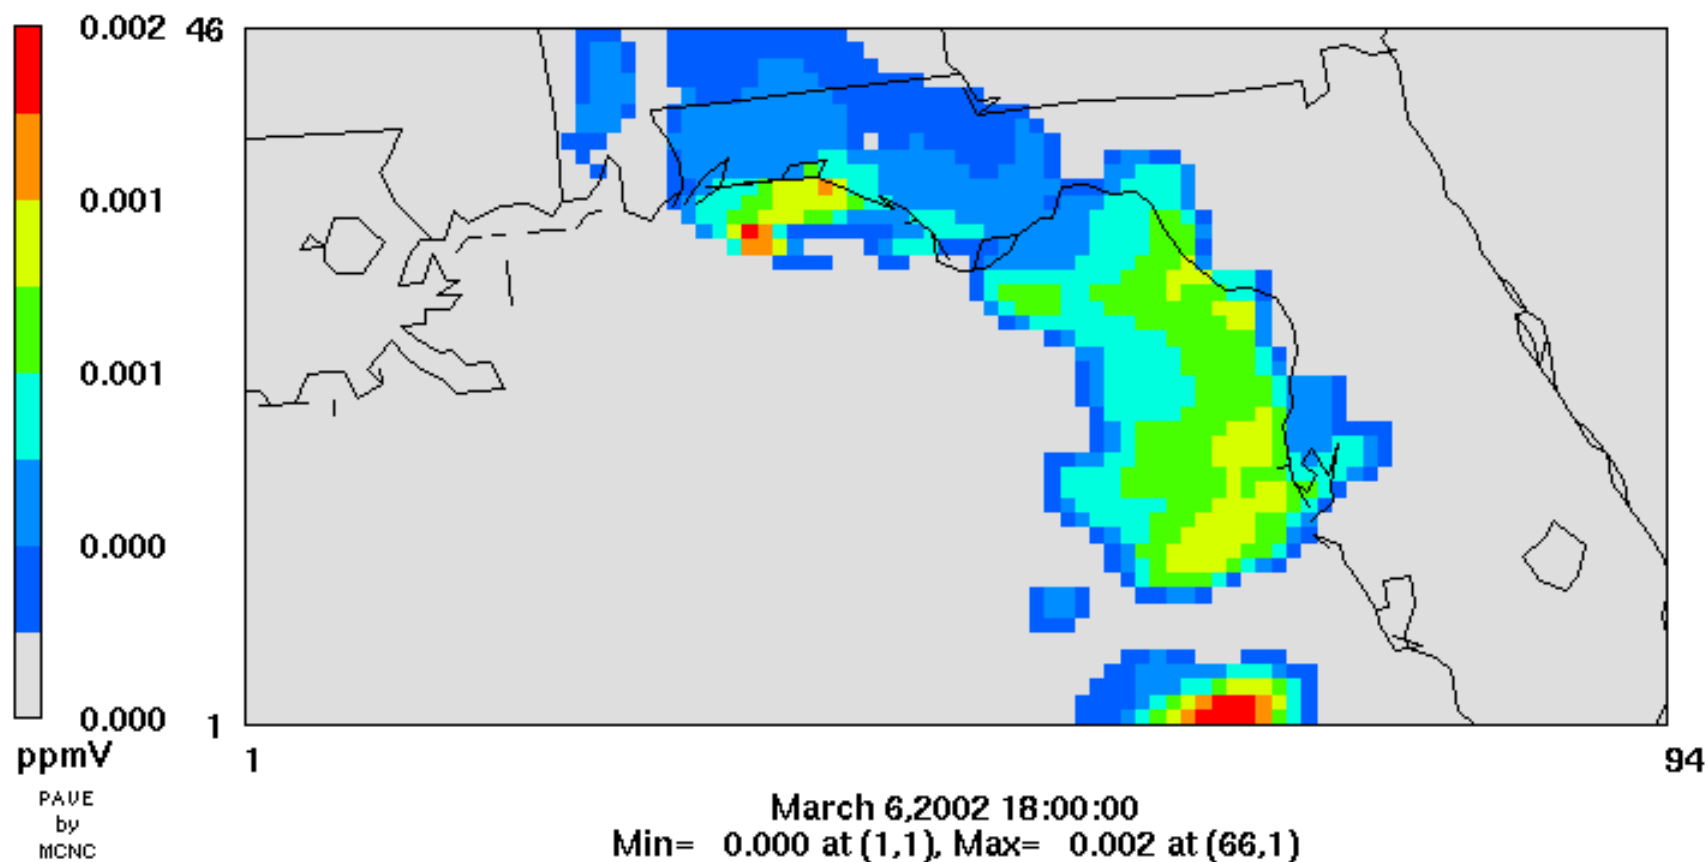 0.002 46
0.001
0.001
0.000
0.000 1
ppmV 1 94
PAVE
by
MCNC
March 6,2002 18:00:00
Min= 0.000 at (1,1), Max= 0.002 at (66,1)